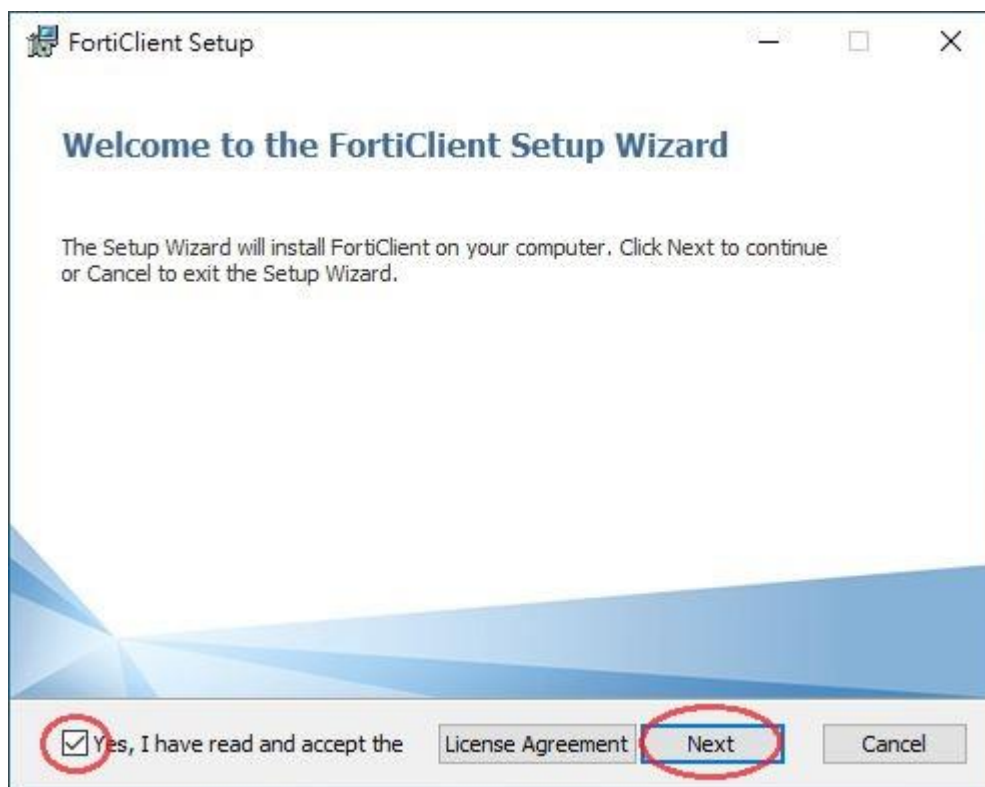 FortiClient Setup
Welcome to the FortiClient Setup Wizard
The Setup Wizard will install FortiClient on your computer. Click Next to continue
or Cancel to exit the Setup Wizard.
Yes, I have read and accept the License Agreement Next Cancel